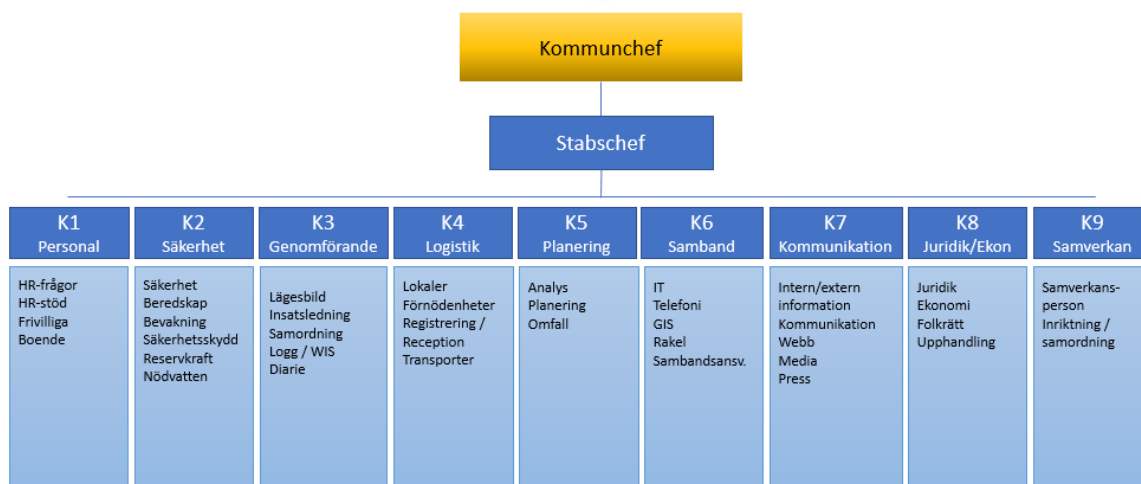 Kommunchef
Stabschef
K1
Personal
K2
Säkerhet
K3
Genomförande
K4
Logistik
K5
Planering
K6
Samband
K7
Kommunikation
K8
Juridik/Ekon
K9
Samverkan
HR-frågor
HR-stöd
Frivilliga
Boende
Säkerhet
Beredskap
Bevakning
Säkerhetsskydd
Reservkraft
Nödvatten
Lägesbild
Insatsledning
Samordning
Logg / WIS
Diarie
Lokaler
Förnödenheter
Registrering /
Reception
Transporter
Analys
Planering
Omfall
IT
Telefoni
GIS
Rakel
Sambandsansv.
Intern/extern
information
Kommunikation
Webb
Media
Press
Juridik
Ekonomi
Folkrätt
Upphandling
Samverkans-
person
Inriktning /
samordning